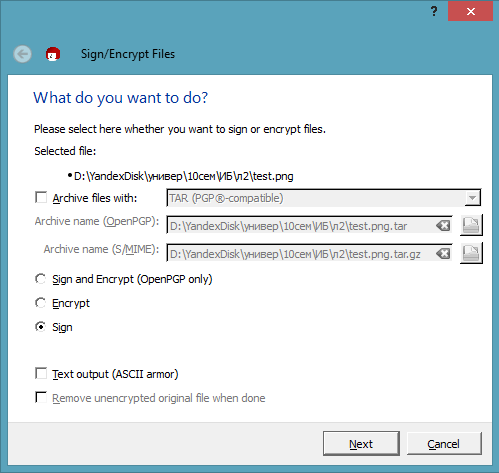 ?
Sign/Encrypt Files
What do you want to do?
Please select here whether you want to sign or encrypt files.
Selected file:
•D:\YandexDisk\универ\10сем\ИБ\л2\test.png
Archive files with: TAR (PGP®-compatible)
Archive name (OpenPGP): D:\YandexDisk\универ\10сем\ИБ\л2\test.png.tar
Archive name (S/MIME): D:\YandexDisk\универ\10сем\ИБ\л2\test.png.tar.gz
Sign and Encrypt (OpenPGP only)
Encrypt
Sign
Text output (ASCII armor)
Remove unencrypted original file when done
Next Cancel